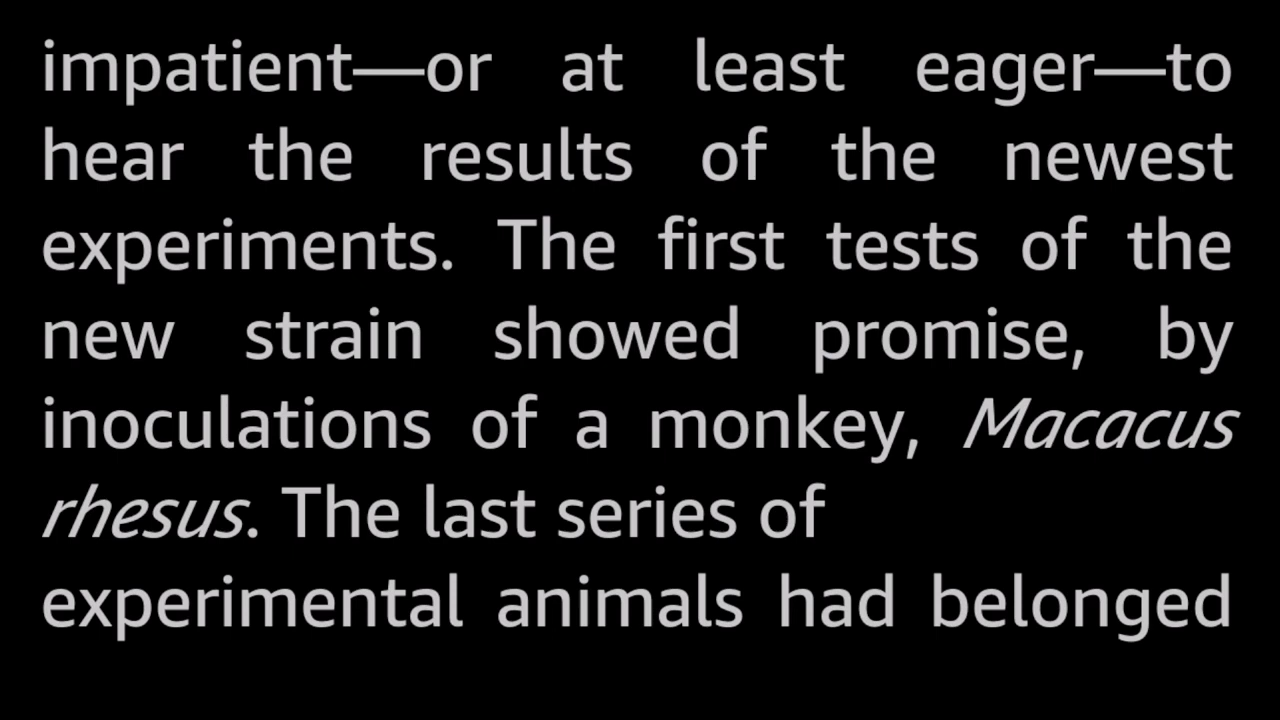 impatient—or at least eager—to
hear the results of the newest
experiments. The first tests of the
new strain showed promise, by
inoculations of a monkey, Macacus
rhesus. The last series of
experimental animals had belonged